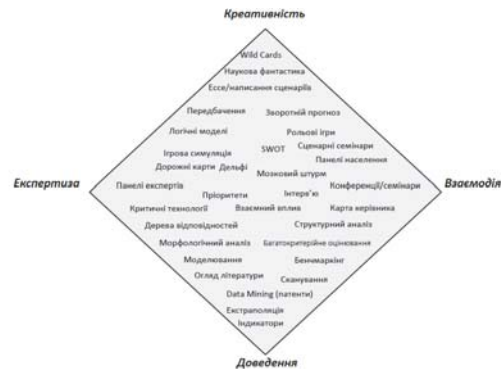 Креативність
Wild Cards
Наукова фантастика
Ессе/написання сценаріїв
Передбачення Зворотній прогноз
Логічні моделі Рольові ігри
SWOT Сценарні семінари
Ігрова симуляція Панелі населення
Дорожні карти Дельфі
Мозковий штурм
Експертиза Взаємодія
Панелі експертів Конференції/семінари
Пріоритети Інтерв'ю
Критичні технології Взаємний вплив Карта керівника
Дерева відповідностей Структурний аналіз
Морфологічний аналіз Багатокритерійне оцінювання
Моделювання Бенчмаркінг
Огляд літератури Сканування
Data Mining (патенти)
Екстраполяція
Індикатори
Доведення